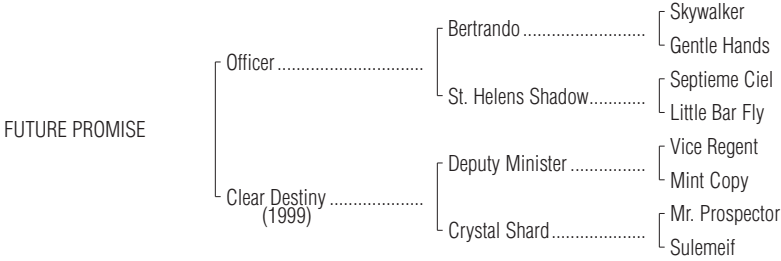 Skywalker
Bertrando ..........................
Gentle Hands
Officer ...............................
Septieme Ciel
St. Helens Shadow............
Little Bar Fly
FUTURE PROMISE
Vice Regent
Deputy Minister .................
Mint Copy
Clear Destiny ....................
(1999)
Mr. Prospector
Crystal Shard ....................
Sulemeif